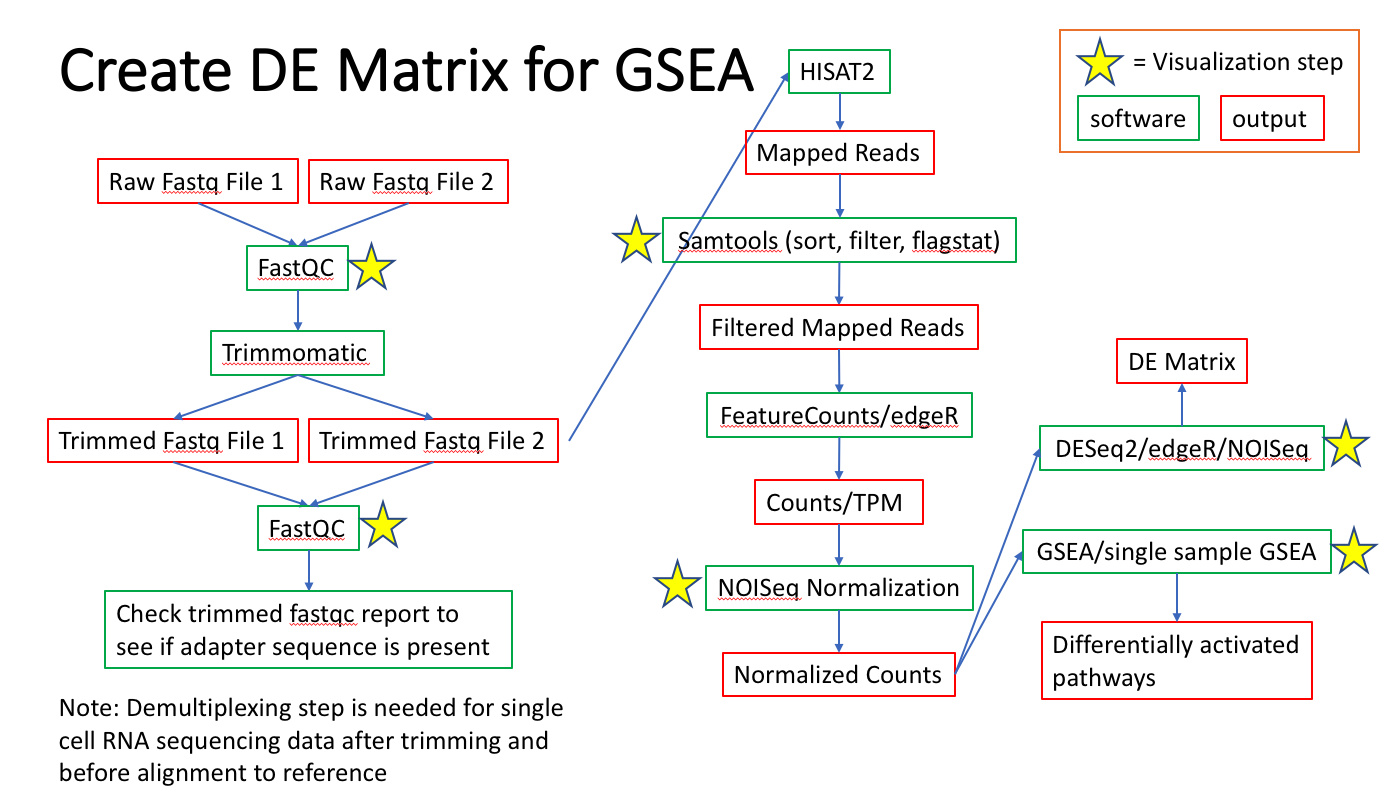 Create DE Matrix for GSEA
= Visualization step
software
output
Raw Fastq File 1
Raw Fastq File 2
FastQC
Trimmomatic
Trimmed Fastq File 1
Trimmed Fastq File 2
FastQC
Check trimmed fastqc report to
see if adapter sequence is present
Note: Demultiplexing step is needed for single
cell RNA sequencing data after trimming and
before alignment to reference
HISAT2
Mapped Reads
Samtools (sort, filter, flagstat)
Filtered Mapped Reads
FeatureCounts/edgeR
Counts/TPM
NOISeq Normalization
Normalized Counts
DE Matrix
DESeq2/edgeR/NOISeq
GSEA/single sample GSEA
Differentially activated
pathways